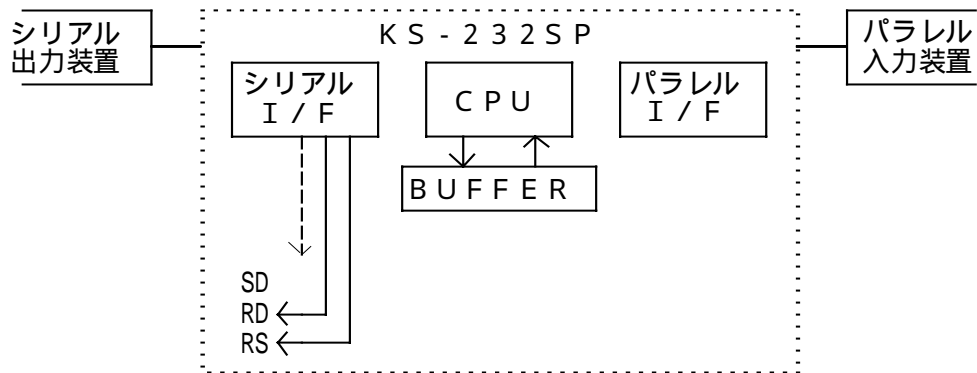 シリアル
出力装置
KS-232SP
パラレル
入力装置
シリアル
I/F
CPU
パラレル
I/F
BUFFER
SD
RD
RS